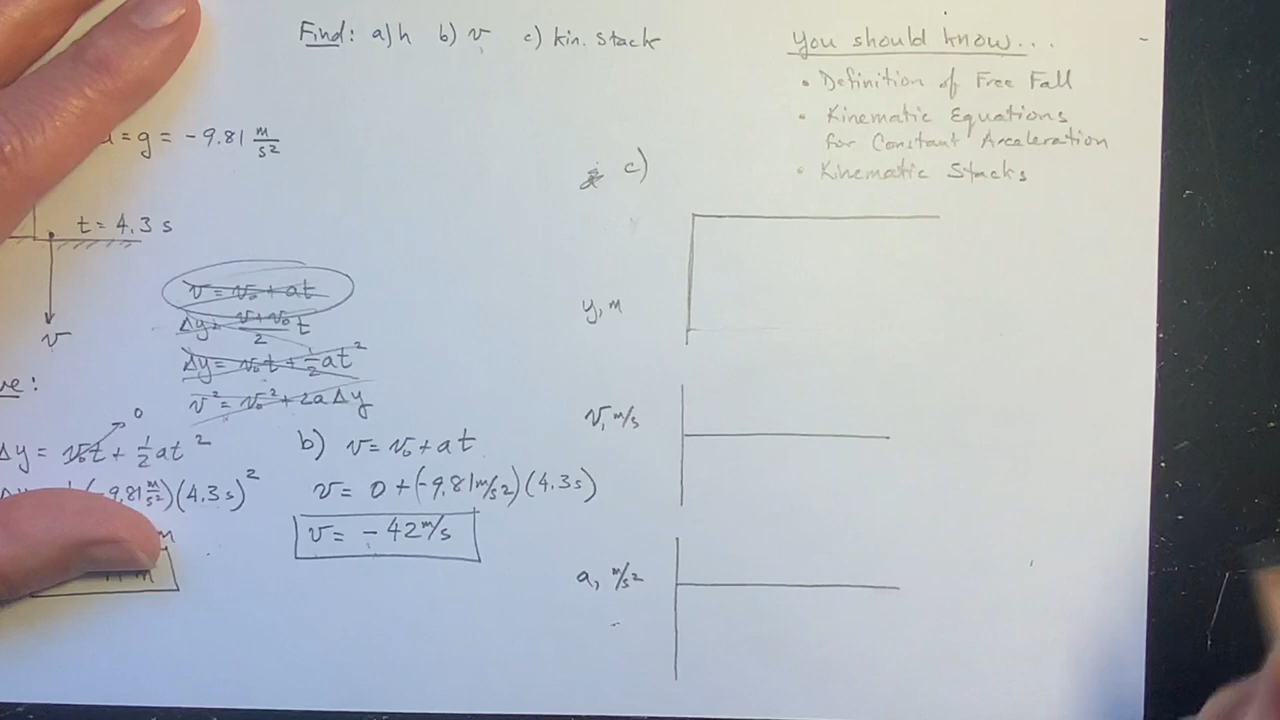 Find: a) h b) v c) kin. stack
you should know...
• Definition of Free Fall
• Kinematic Equations
for Constant Acceleration
• Kinematic Stacks
= g = -9.81 m/s²
c)
t = 4.3 s
v
v = v₀ + at
Δy = (v+v₀)/2 t
Δy = v₀t + ½at²
v² = v₀² + 2aΔy
y, m
v, m/s
a, m/s²
0
Δy = v₀t + ½at²
(-9.81 m/s²)(4.3 s)²
m
b) v = v₀ + at
v = 0 + (-9.81 m/s²)(4.3 s)
v = -42 m/s